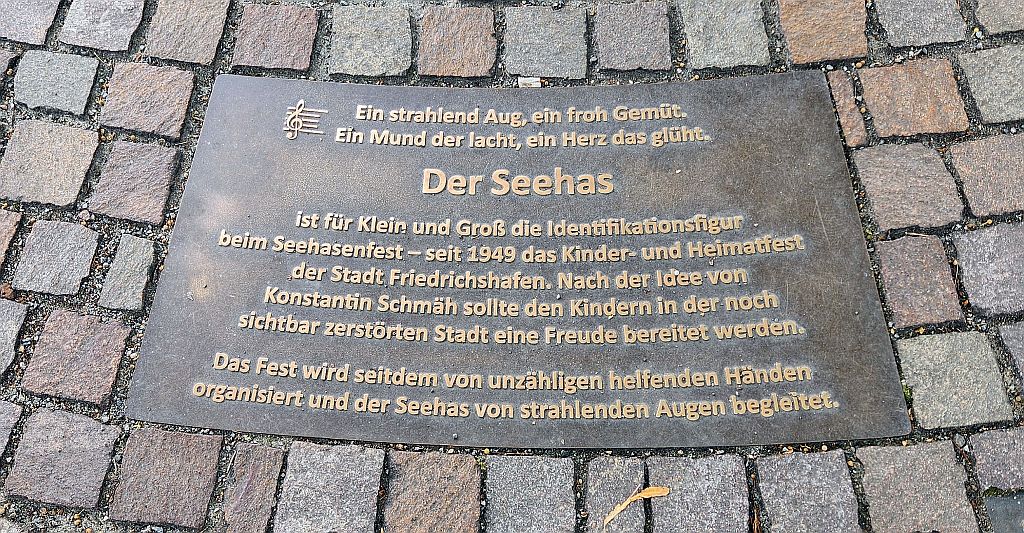 Ein strahlend Aug, ein froh Gemüt.
Ein Mund der lacht, ein Herz das glüht.
Der Seehas
ist für Klein und Groß die Identifikationsfigur
beim Seehasenfest – seit 1949 das Kinder- und Heimatfest
der Stadt Friedrichshafen. Nach der Idee von
Konstantin Schmäh sollte den Kindern in der noch
sichtbar zerstörten Stadt eine Freude bereitet werden.
Das Fest wird seitdem von unzähligen helfenden Händen
organisiert und der Seehas von strahlenden Augen begleitet.